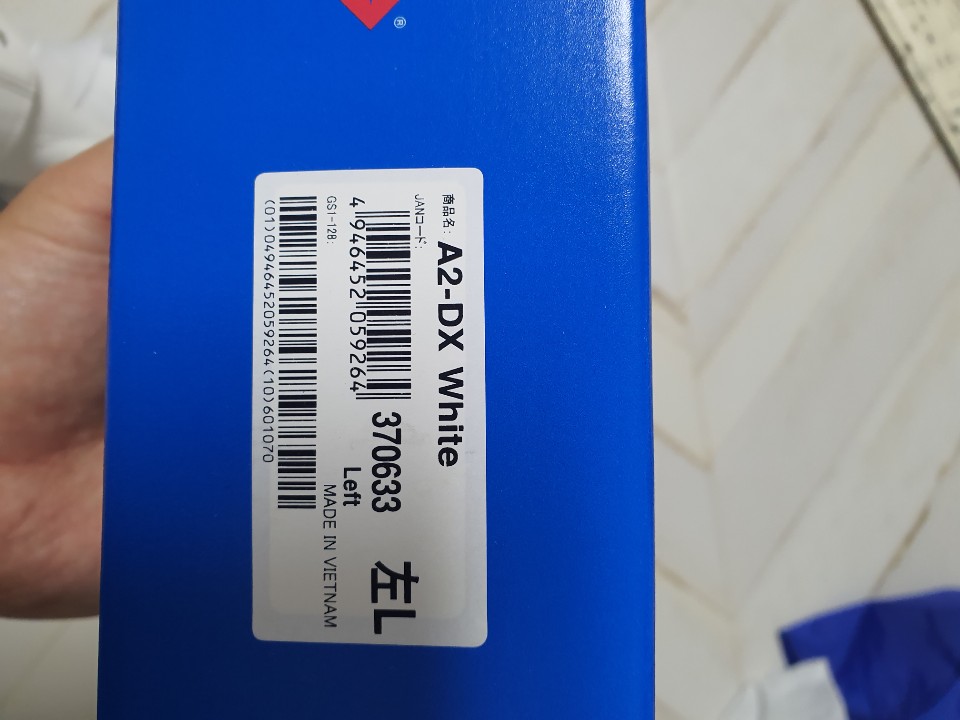 ®
商品名: A2-DX White
JANコード:
4 946452 059264
370633 左L
Left
MADE IN VIETNAM
GS1-128:
(01)04946452059264(10)601070